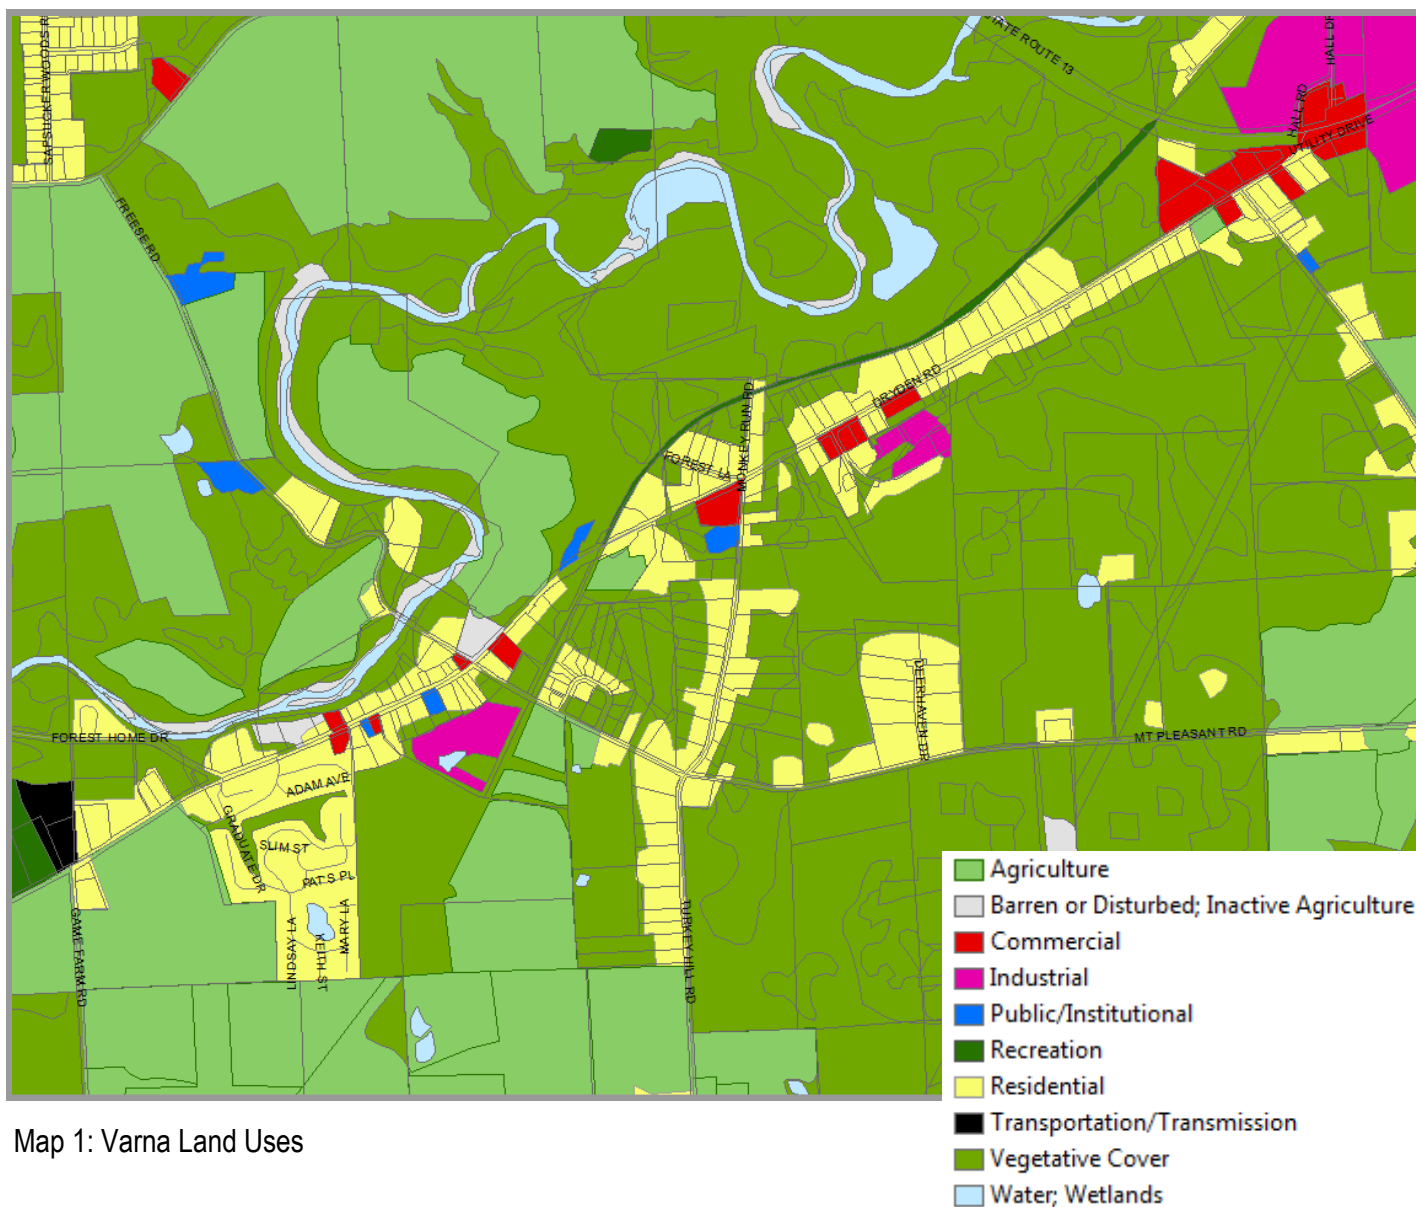 STATE ROUTE 13
HALL DR
SAPSUCKER WOODS R
HALL RD
UTILITY DRIVE
FREESE RD
DRYDEN RD
MONKEY RUN RD
FOREST LA
DEERHAVEN DR
FOREST HOME DR
MT PLEASANT RD
ADAM AVE
GRADUATE DR
SLIM ST
PAT'S PL
GAME FARM RD
LINDSAY LA
KEITH ST
MARY LA
TURKEY HILL RD
Agriculture
Barren or Disturbed; Inactive Agriculture
Commercial
Industrial
Public/Institutional
Recreation
Residential
Transportation/Transmission
Vegetative Cover
Water; Wetlands
Map 1: Varna Land Uses